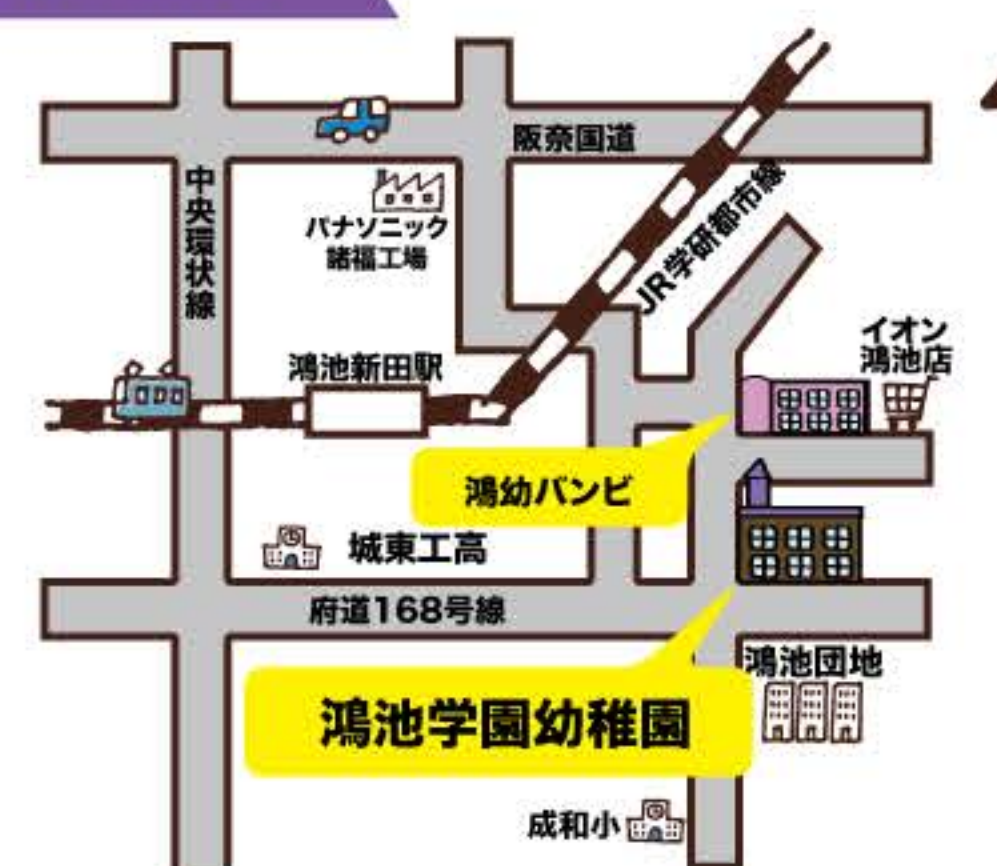 阪奈国道
中央環状線
パナソニック
諸福工場
JR学研都市線
イオン
鴻池店
鴻池新田駅
鴻幼バンビ
城東工高
府道168号線
鴻池団地
鴻池学園幼稚園
成和小